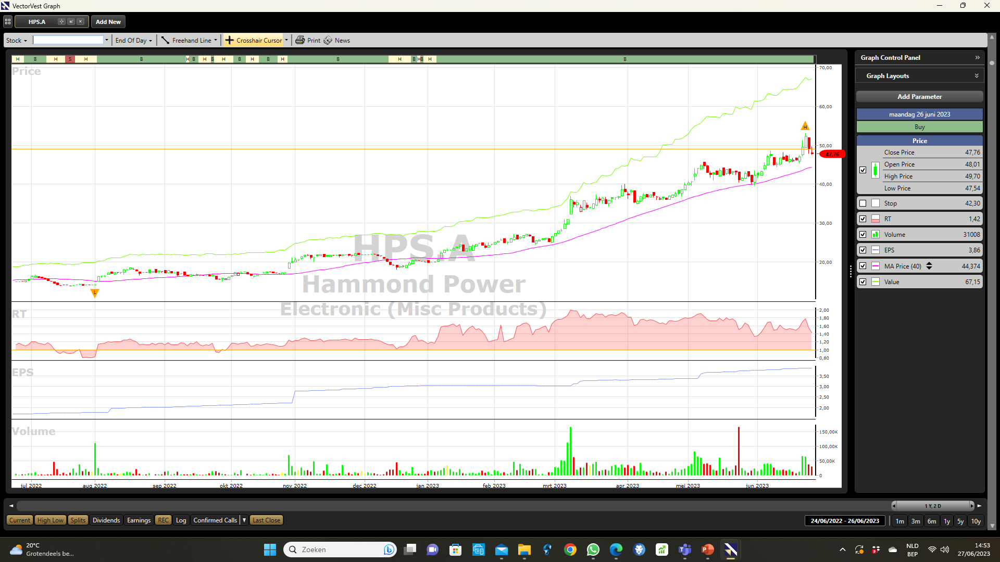 VectorVest Graph
HPS.A
Add New
Stock
End Of Day
Freehand Line
Crosshair Cursor
Print
News
H B H S H B H B H B H B H B H B H B H B H B
Price
70,00
60,00
50,00
47,76
40,00
30,00
20,00
H
L
HPS.A
Hammond Power
Electronic (Misc Products)
RT
2,00
1,80
1,60
1,40
1,20
1,00
0,80
EPS
3,50
3,00
2,50
2,00
Volume
150,00K
100,00K
50,00K
0
jul 2022 aug 2022 sep 2022 okt 2022 nov 2022 dec 2022 jan 2023 feb 2023 mrt 2023 apr 2023 mei 2023 jun 2023
Graph Control Panel
Graph Layouts
Add Parameter
maandag 26 juni 2023
Buy
Price
Close Price 47,76
Open Price 48,01
High Price 49,70
Low Price 47,54
Stop 42,30
RT 1,42
Volume 31008
EPS 3,86
MA Price (40) 44,374
Value 67,15
1 Y, 2 D
Current High Low Splits Dividends Earnings REC Log Confirmed Calls Last Close
24/06/2022 - 26/06/2023 1m 3m 6m 1y 5y 10y
20°C
Grotendeels be...
Zoeken
NLD
BEP
14:53
27/06/2023